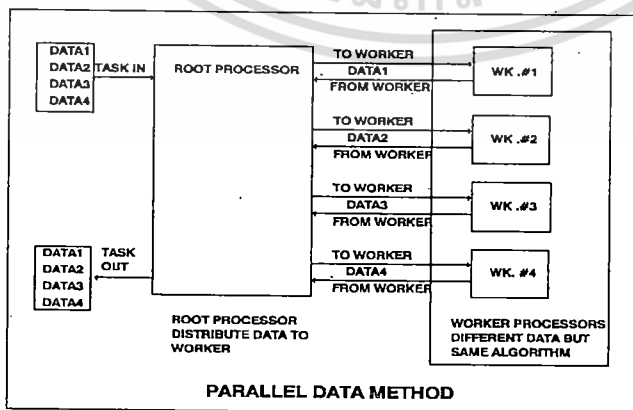 DATA1
DATA2
DATA3
DATA4
TASK IN
ROOT PROCESSOR
TO WORKER
DATA1
FROM WORKER
WK .#1
TO WORKER
DATA2
FROM WORKER
WK .#2
TO WORKER
DATA3
FROM WORKER
WK .#3
TO WORKER
DATA4
FROM WORKER
WK. #4
DATA1
DATA2
DATA3
DATA4
TASK
OUT
ROOT PROCESSOR
DISTRIBUTE DATA TO
WORKER
WORKER PROCESSORS
DIFFERENT DATA BUT
SAME ALGORITHM
PARALLEL DATA METHOD